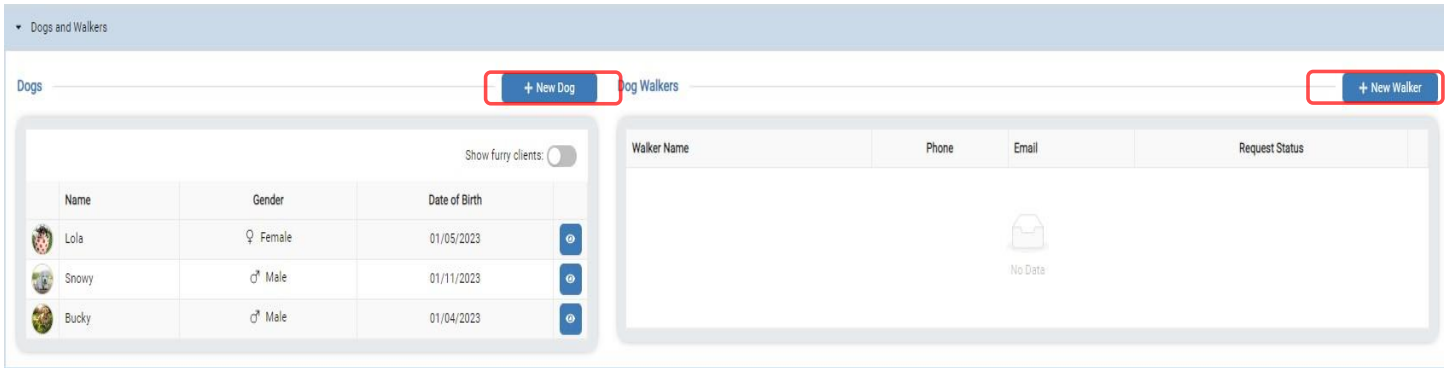 Dogs and Walkers
Dogs
+ New Dog
Show furry clients:
Name Gender Date of Birth
Lola ♀ Female 01/05/2023
Snowy ♂ Male 01/11/2023
Bucky ♂ Male 01/04/2023
Dog Walkers
+ New Walker
Walker Name Phone Email Request Status
No Data